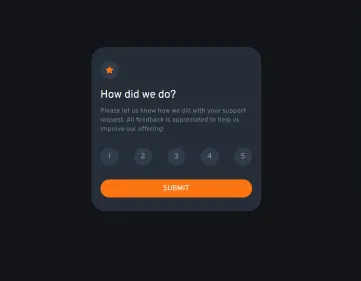 How did we do?
Please let us know how we did with your support
request. All feedback is appreciated to help us
improve our offering!
1 2 3 4 5
SUBMIT